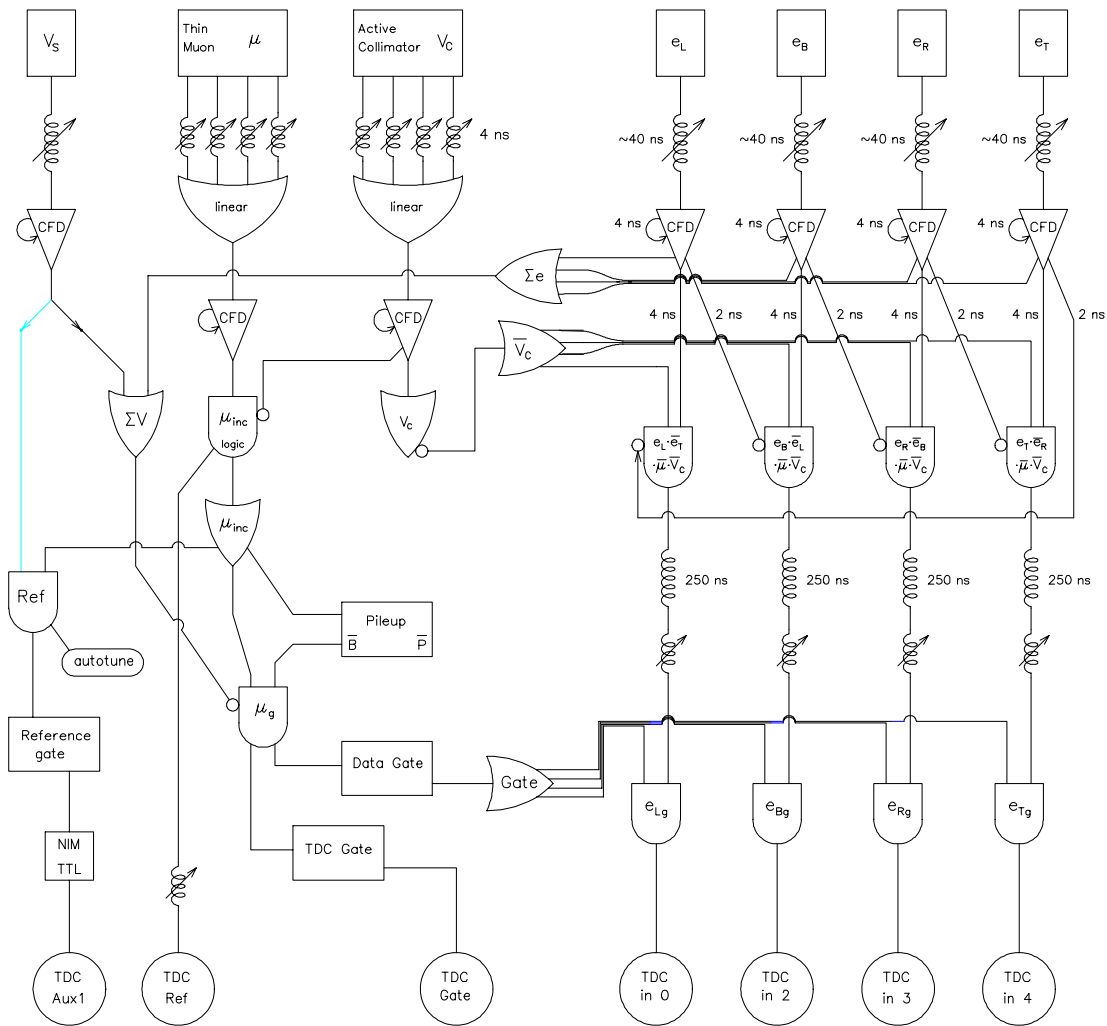 V_S
Thin
Muon μ
Active
Collimator V_C
e_L
e_B
e_R
e_T
4 ns
~40 ns
~40 ns
~40 ns
~40 ns
linear
linear
CFD
4 ns
CFD
4 ns
CFD
4 ns
CFD
4 ns
CFD
Σe
CFD
CFD
4 ns
2 ns
4 ns
2 ns
4 ns
2 ns
4 ns
2 ns
V̅_C
ΣV
μ_inc
logic
V_C
e_L·e̅_T
·μ̅·V̅_C
e_B·e̅_L
·μ̅·V̅_C
e_R·e̅_B
·μ̅·V̅_C
e_T·e̅_R
·μ̅·V̅_C
μ_inc
250 ns
250 ns
250 ns
250 ns
Ref
Pileup
B̅ P̅
autotune
μ_g
Reference
gate
Data Gate
Gate
e_Lg
e_Bg
e_Rg
e_Tg
NIM
TTL
TDC Gate
TDC
Aux1
TDC
Ref
TDC
Gate
TDC
in 0
TDC
in 2
TDC
in 3
TDC
in 4